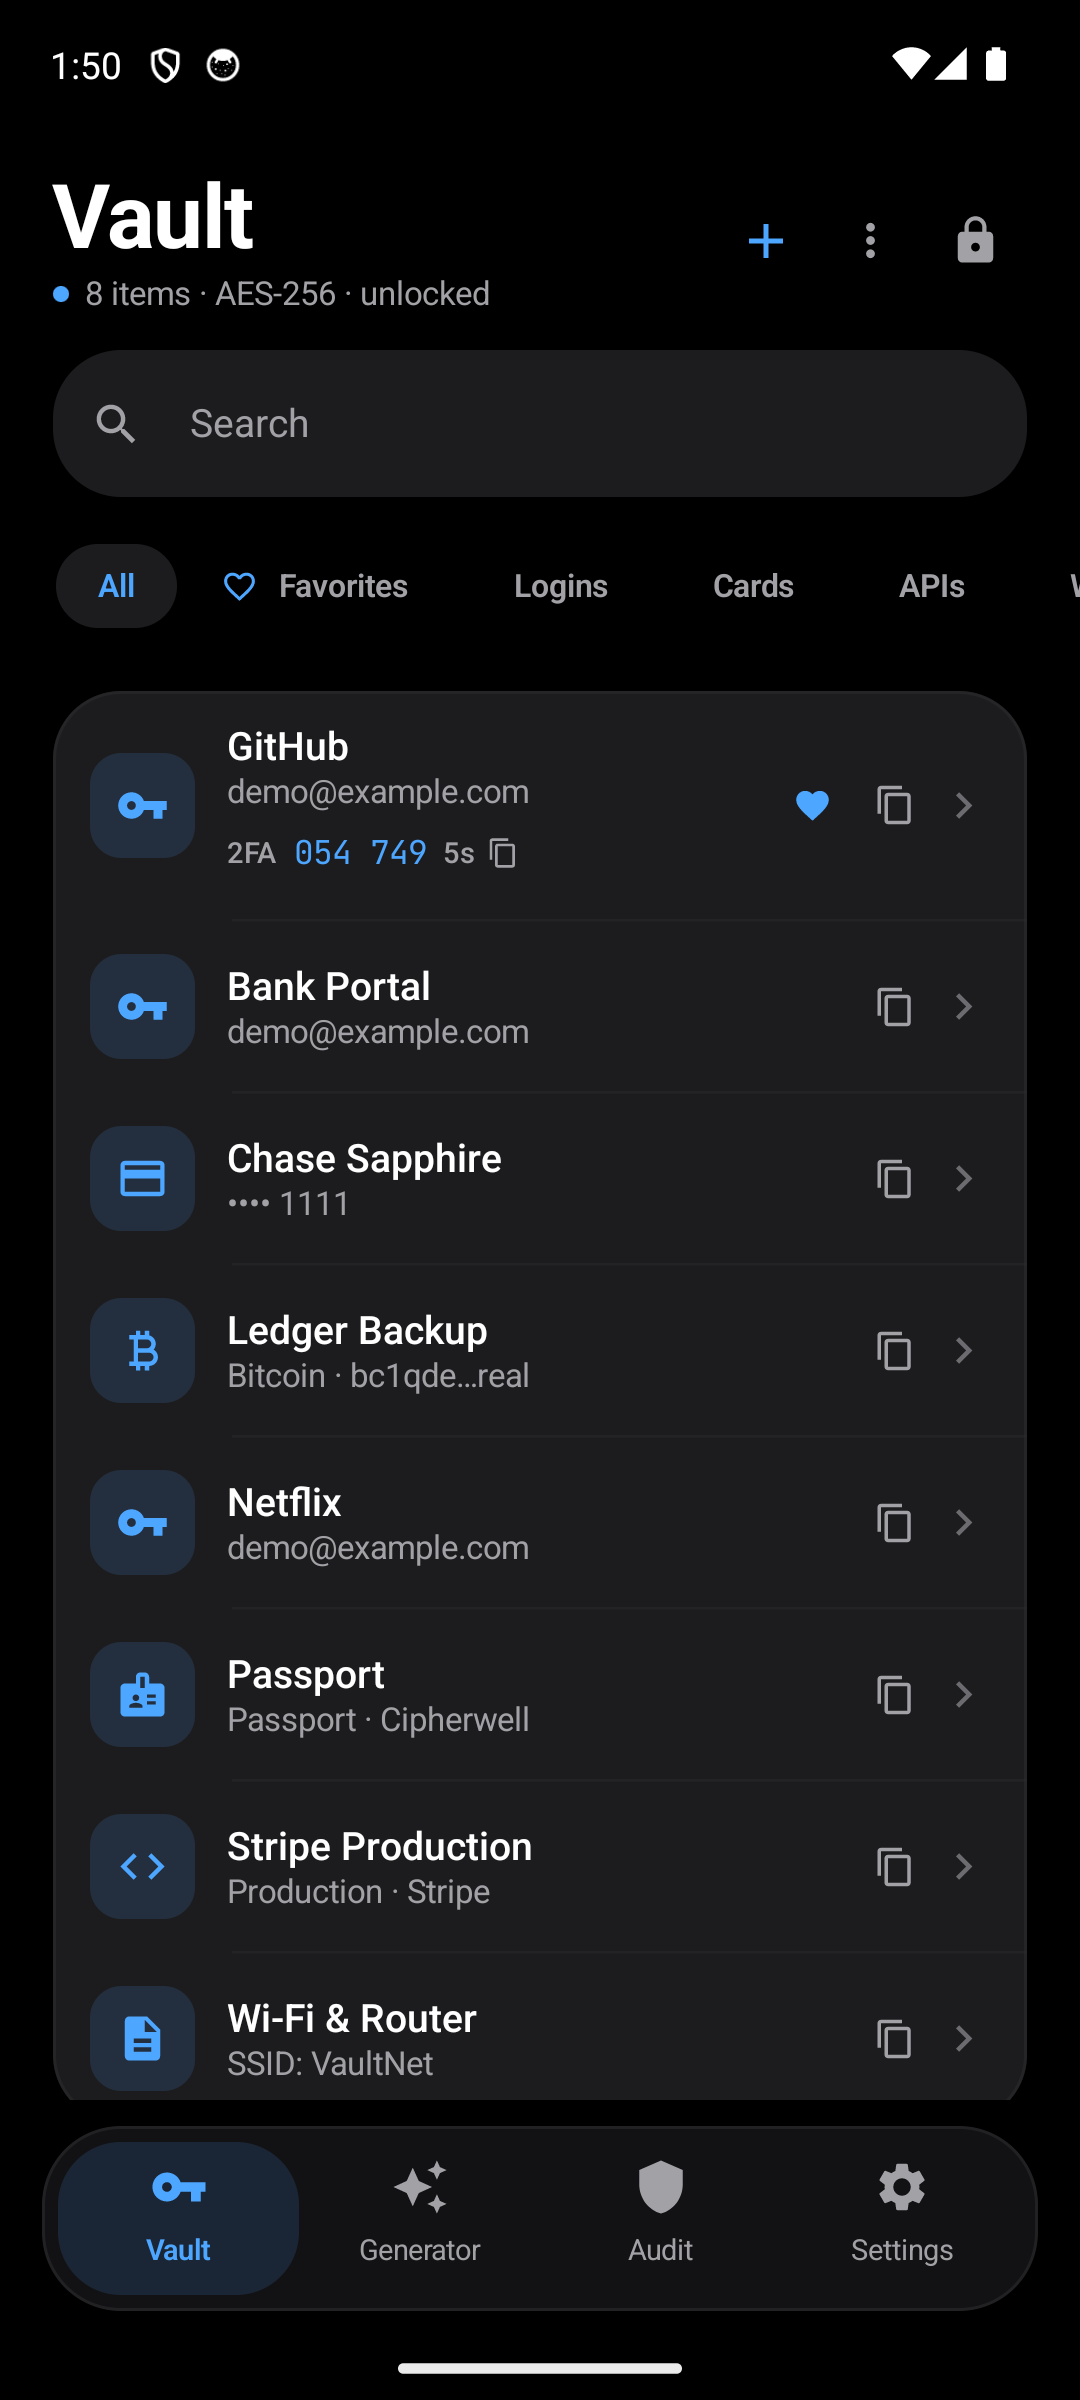 1:50
Vault
8 items · AES-256 · unlocked
Search
All Favorites Logins Cards APIs
GitHub
demo@example.com
2FA 054 749 5s
Bank Portal
demo@example.com
Chase Sapphire
•••• 1111
Ledger Backup
Bitcoin · bc1qde…real
Netflix
demo@example.com
Passport
Passport · Cipherwell
Stripe Production
Production · Stripe
Wi-Fi & Router
SSID: VaultNet
Vault Generator Audit Settings